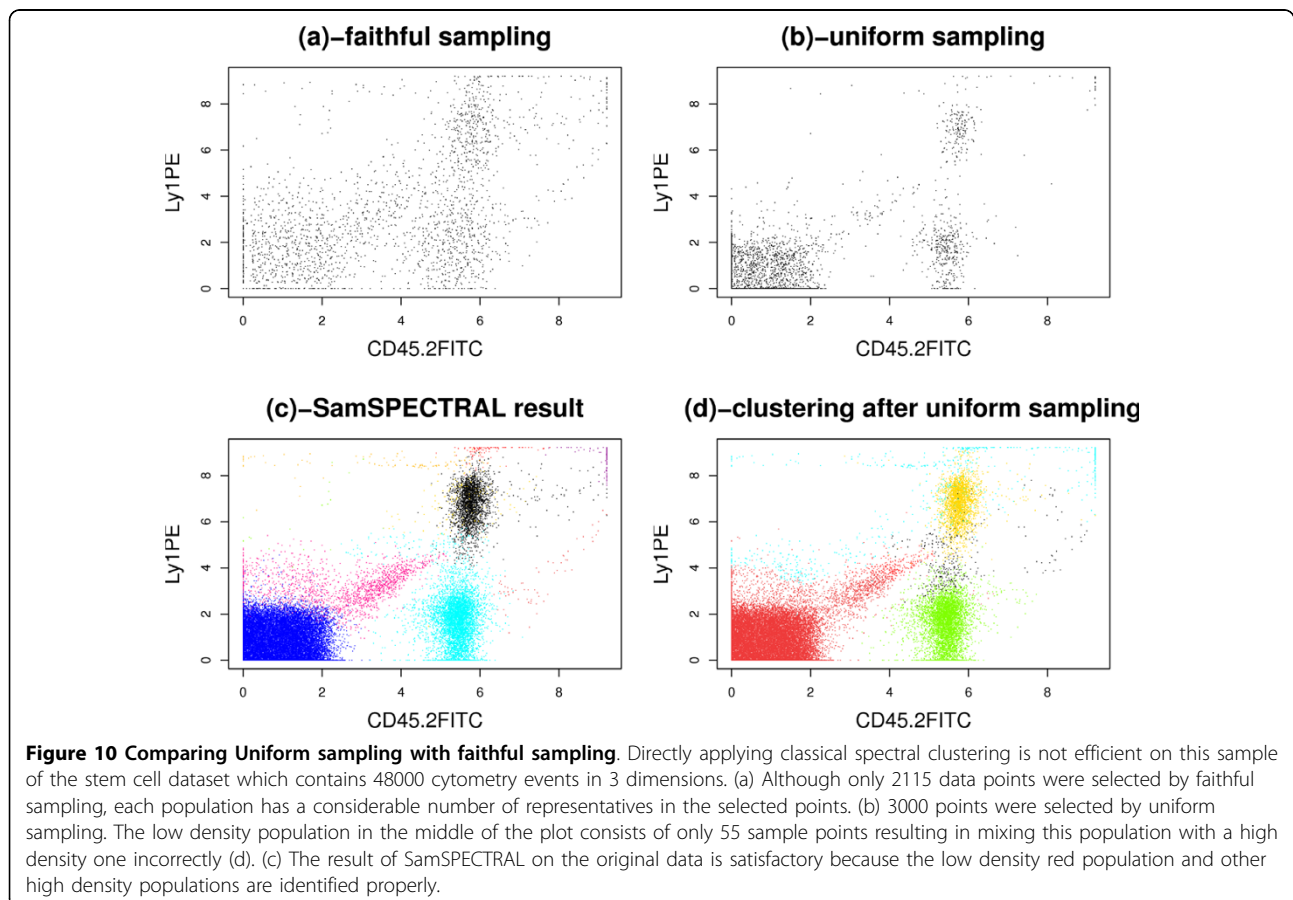 (a)-faithful sampling
Ly1PE
0 2 4 6 8
0 2 4 6 8
CD45.2FITC
(b)-uniform sampling
Ly1PE
0 2 4 6 8
0 2 4 6 8
CD45.2FITC
(c)-SamSPECTRAL result
Ly1PE
0 2 4 6 8
0 2 4 6 8
CD45.2FITC
(d)-clustering after uniform sampling
Ly1PE
0 2 4 6 8
0 2 4 6 8
CD45.2FITC
Figure 10 Comparing Uniform sampling with faithful sampling. Directly applying classical spectral clustering is not efficient on this sample
of the stem cell dataset which contains 48000 cytometry events in 3 dimensions. (a) Although only 2115 data points were selected by faithful
sampling, each population has a considerable number of representatives in the selected points. (b) 3000 points were selected by uniform
sampling. The low density population in the middle of the plot consists of only 55 sample points resulting in mixing this population with a high
density one incorrectly (d). (c) The result of SamSPECTRAL on the original data is satisfactory because the low density red population and other
high density populations are identified properly.